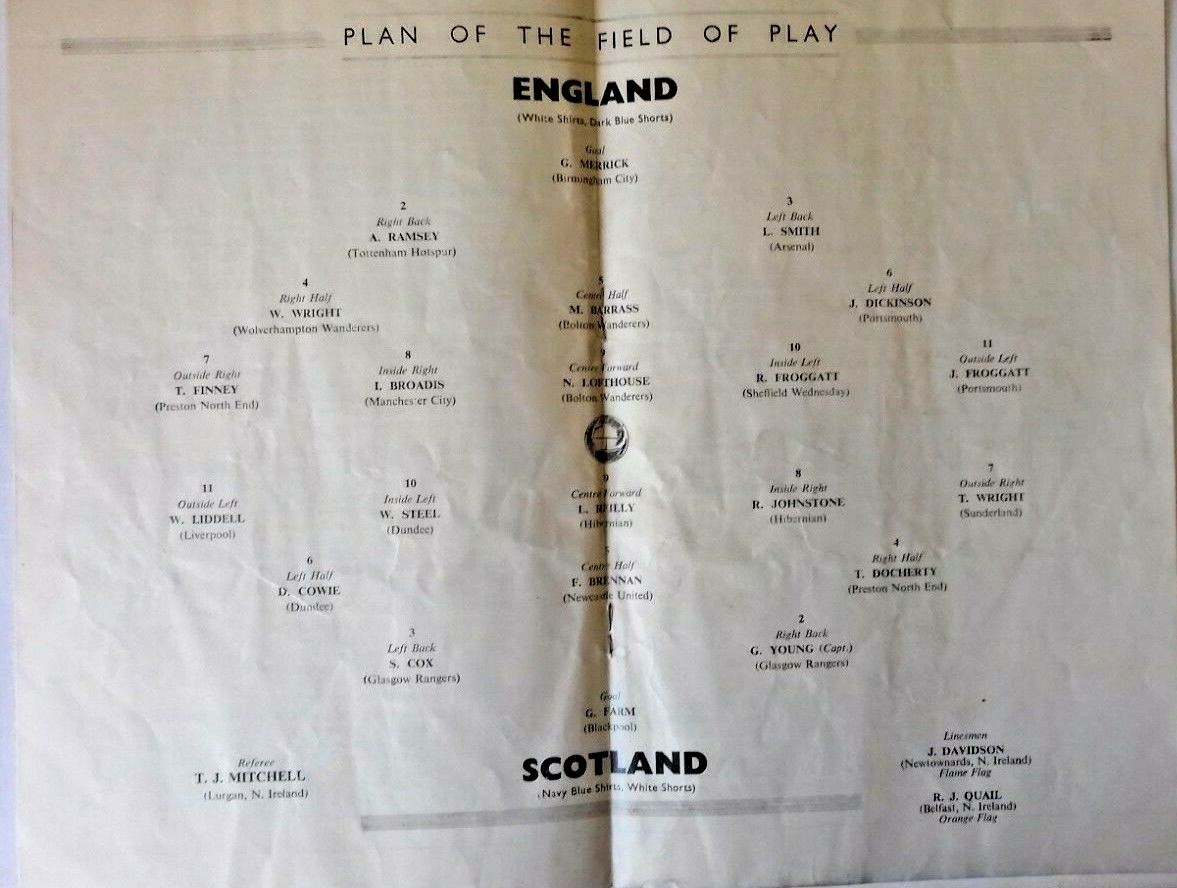 PLAN OF THE FIELD OF PLAY
ENGLAND
(White Shirts, Dark Blue Shorts)
Goal
G. MERRICK
(Birmingham City)
2
Right Back
A. RAMSEY
(Tottenham Hotspur)
3
Left Back
L. SMITH
(Arsenal)
4
Right Half
W. WRIGHT
(Wolverhampton Wanderers)
5
Centre Half
M. BARRASS
(Bolton Wanderers)
6
Left Half
J. DICKINSON
(Portsmouth)
7
Outside Right
T. FINNEY
(Preston North End)
8
Inside Right
I. BROADIS
(Manchester City)
9
Centre Forward
N. LOFTHOUSE
(Bolton Wanderers)
10
Inside Left
R. FROGGATT
(Sheffield Wednesday)
11
Outside Left
J. FROGGATT
(Portsmouth)
11
Outside Left
W. LIDDELL
(Liverpool)
10
Inside Left
W. STEEL
(Dundee)
9
Centre Forward
L. REILLY
(Hibernian)
8
Inside Right
R. JOHNSTONE
(Hibernian)
7
Outside Right
T. WRIGHT
(Sunderland)
6
Left Half
D. COWIE
(Dundee)
5
Centre Half
F. BRENNAN
(Newcastle United)
4
Right Half
T. DOCHERTY
(Preston North End)
3
Left Back
S. COX
(Glasgow Rangers)
2
Right Back
G. YOUNG (Capt.)
(Glasgow Rangers)
Goal
G. FARM
(Blackpool)
SCOTLAND
(Navy Blue Shirts, White Shorts)
Referee
T. J. MITCHELL
(Lurgan, N. Ireland)
Linesmen
J. DAVIDSON
(Newtownards, N. Ireland)
Flame Flag
R. J. QUAIL
(Belfast, N. Ireland)
Orange Flag